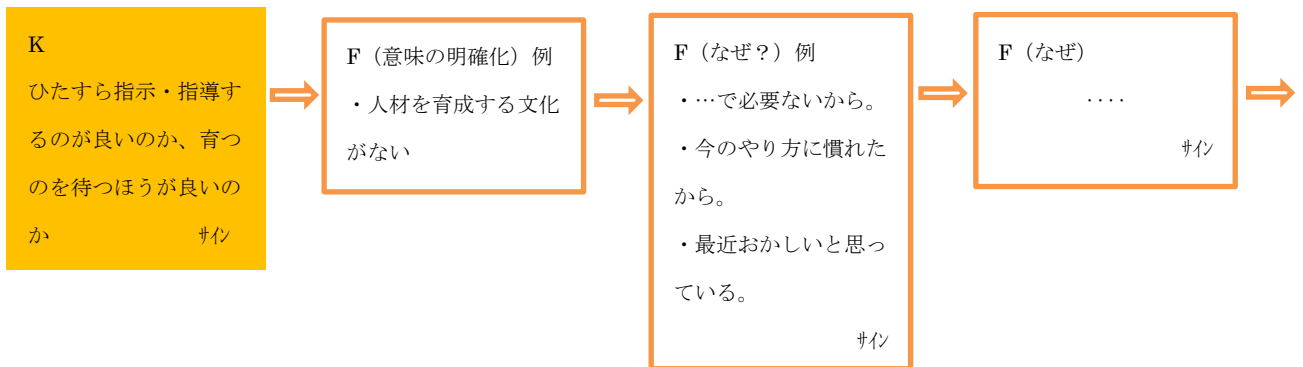 K
ひたすら指示・指導す
るのが良いのか、育つ
のを待つほうが良いの
か ｻｲﾝ
F（意味の明確化）例
・人材を育成する文化
がない
F（なぜ？）例
・…で必要ないから。
・今のやり方に慣れた
から。
・最近おかしいと思っ
ている。
ｻｲﾝ
F（なぜ）
‥‥
ｻｲﾝ